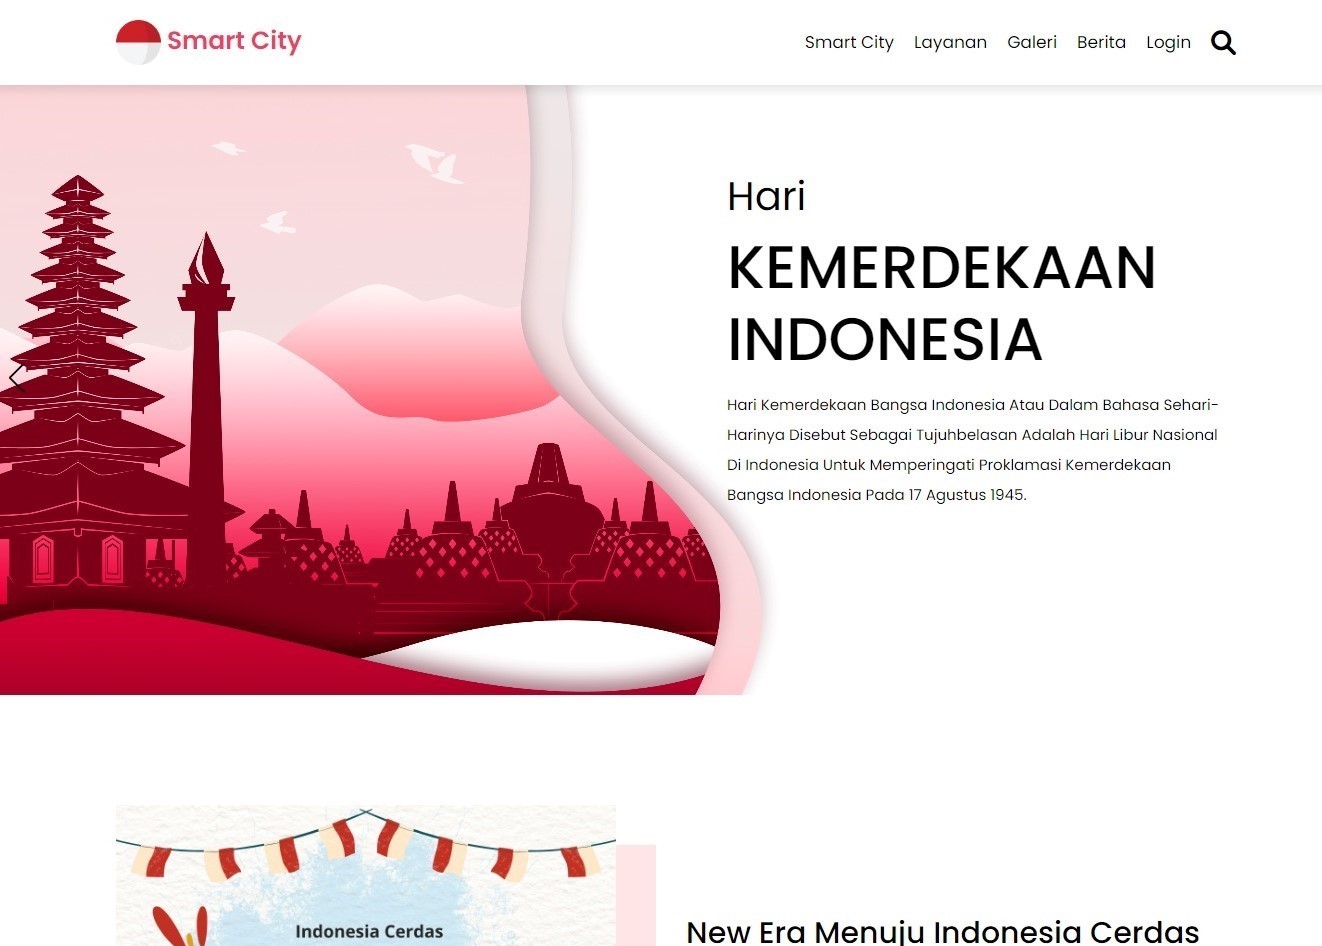 Smart City
Smart City Layanan Galeri Berita Login
Hari
KEMERDEKAAN
INDONESIA
Hari Kemerdekaan Bangsa Indonesia Atau Dalam Bahasa Sehari-
Harinya Disebut Sebagai Tujuhbelasan Adalah Hari Libur Nasional
Di Indonesia Untuk Memperingati Proklamasi Kemerdekaan
Bangsa Indonesia Pada 17 Agustus 1945.
Indonesia Cerdas
New Era Menuju Indonesia Cerdas